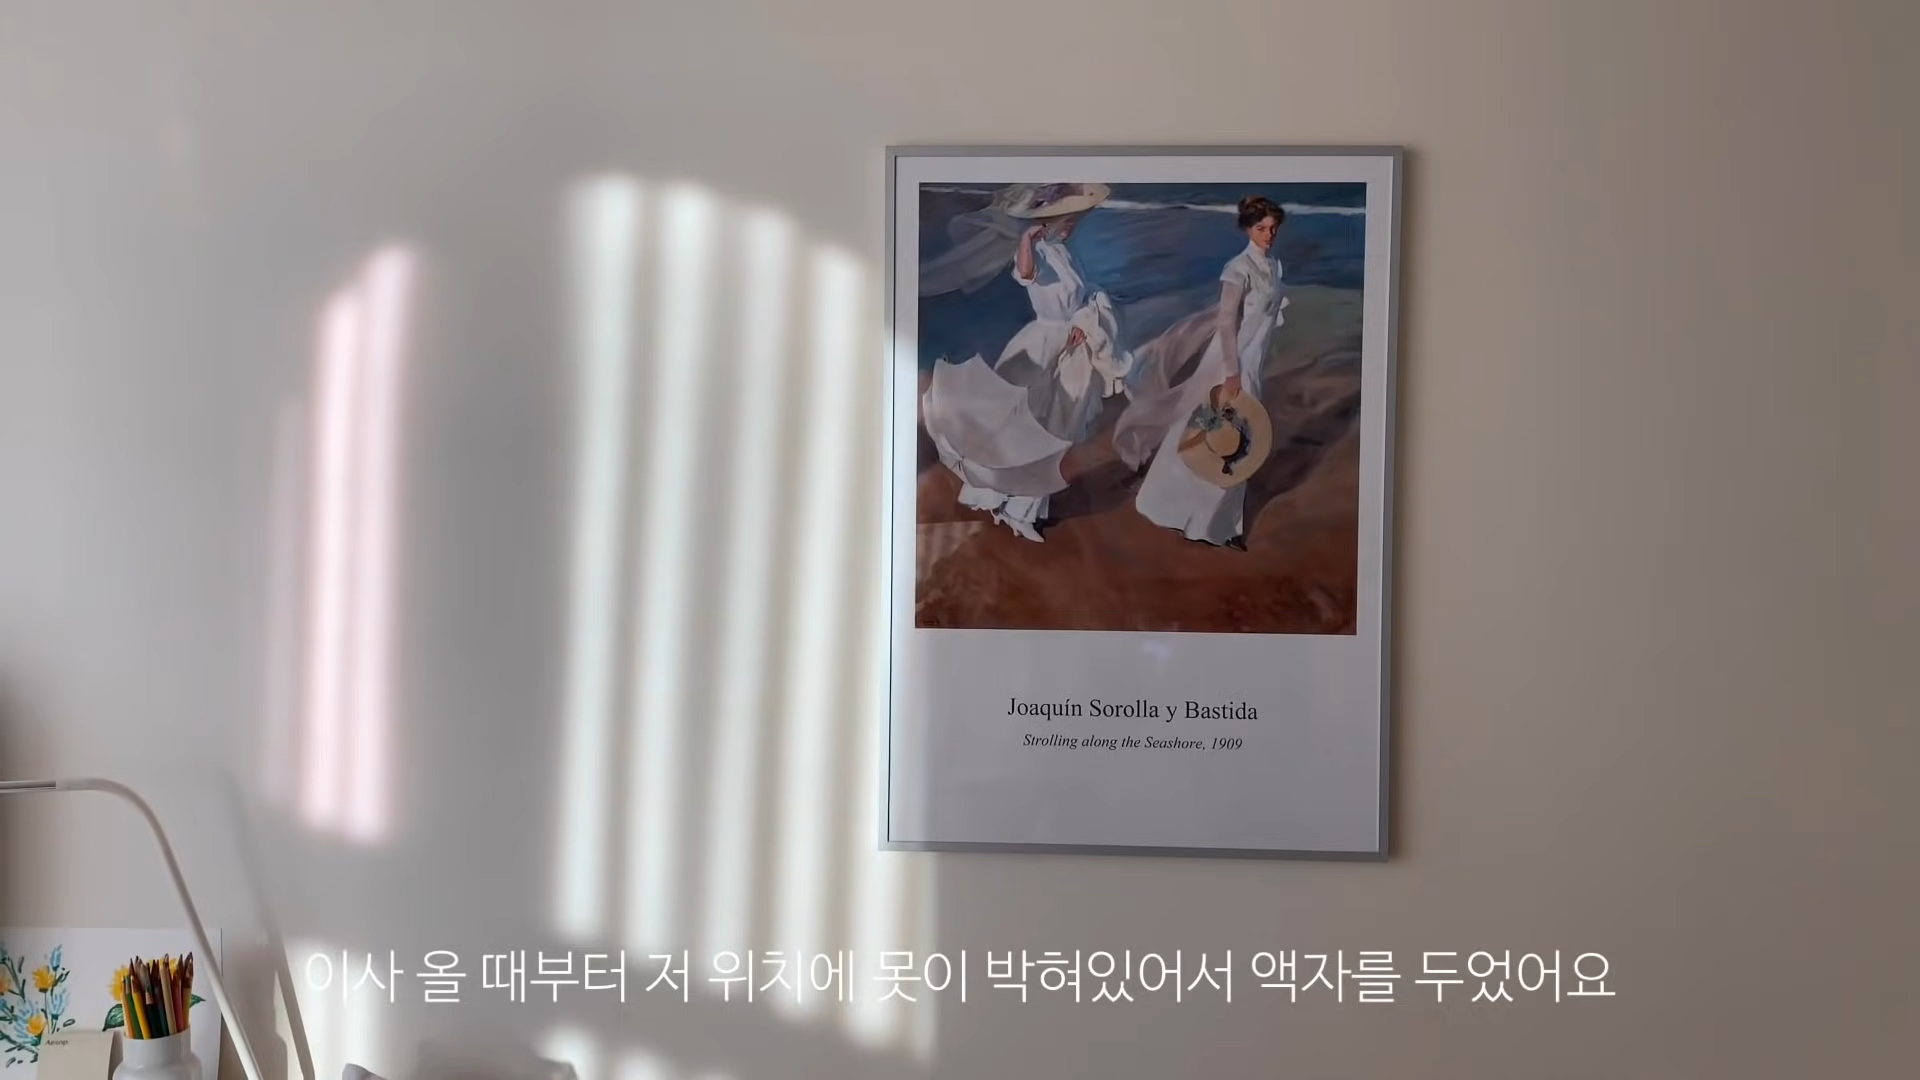 Joaquín Sorolla y Bastida
Strolling along the Seashore, 1909
이사 올 때부터 저 위치에 못이 박혀있어서 액자를 두었어요
Aesop